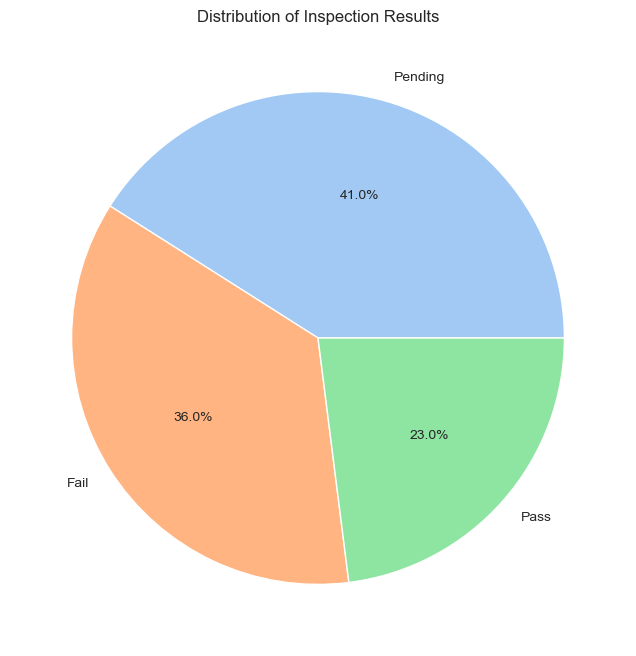 Distribution of Inspection Results
Pending
41.0%
36.0%
23.0%
Fail
Pass